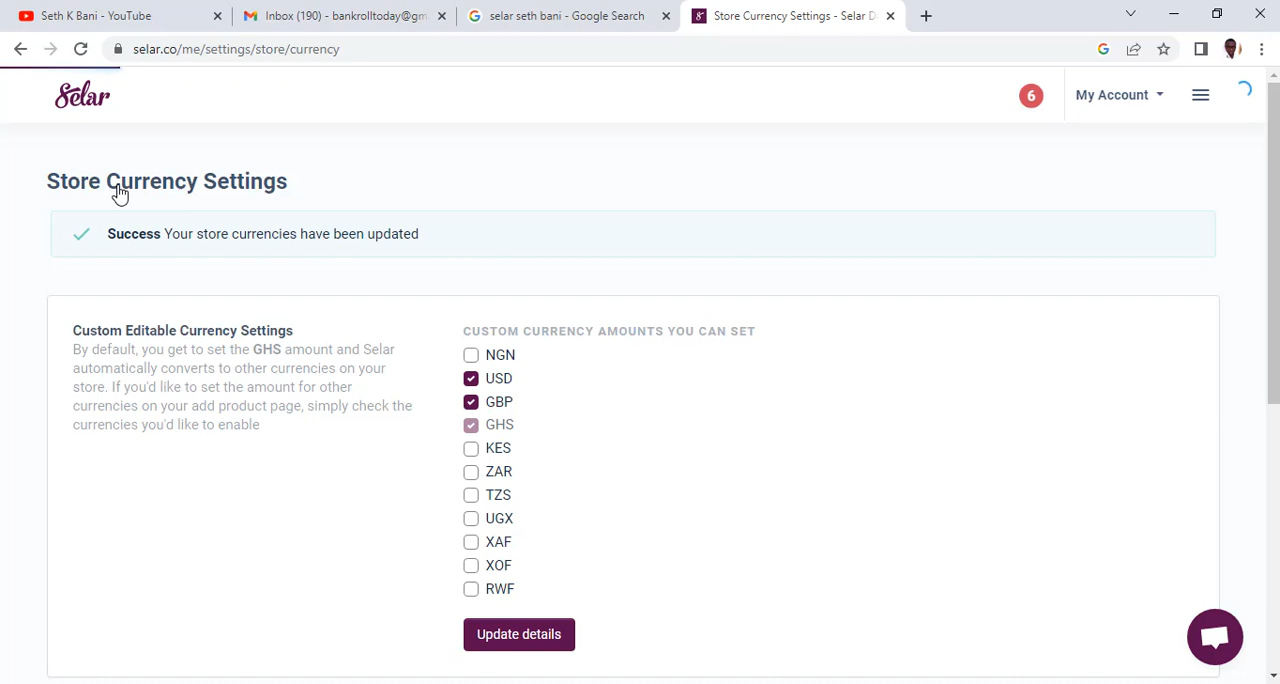 Seth K Bani - YouTube
Inbox (190) - bankrolltoday@gm
selar seth bani - Google Search
Store Currency Settings - Selar D
selar.co/me/settings/store/currency
Selar
6
My Account
Store Currency Settings
Success Your store currencies have been updated
Custom Editable Currency Settings
By default, you get to set the GHS amount and Selar
automatically converts to other currencies on your
store. If you'd like to set the amount for other
currencies on your add product page, simply check the
currencies you'd like to enable
CUSTOM CURRENCY AMOUNTS YOU CAN SET
NGN
USD
GBP
GHS
KES
ZAR
TZS
UGX
XAF
XOF
RWF
Update details